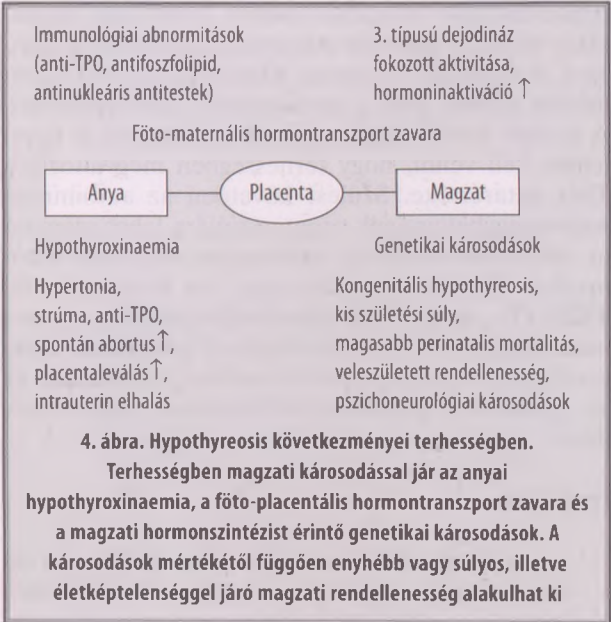 Immunológiai abnormitások
(anti-TPO, antifoszfolipid,
antinukleáris antitestek)
3. típusú dejodináz
fokozott aktivitása,
hormoninaktiváció ↑
Föto-maternális hormontranszport zavara
Anya
Placenta
Magzat
Hypothyroxinaemia
Genetikai károsodások
Hypertonia,
strúma, anti-TPO,
spontán abortus↑,
placentaleválás↑,
intrauterin elhalás
Kongenitális hypothyreosis,
kis születési súly,
magasabb perinatalis mortalitás,
veleszületett rendellenesség,
pszichoneurológiai károsodások
4. ábra. Hypothyreosis következményei terhességben.
Terhességben magzati károsodással jár az anyai
hypothyroxinaemia, a föto-placentális hormontranszport zavara és
a magzati hormonszintézist érintő genetikai károsodások. A
károsodások mértékétől függően enyhébb vagy súlyos, illetve
életképtelenséggel járó magzati rendellenesség alakulhat ki